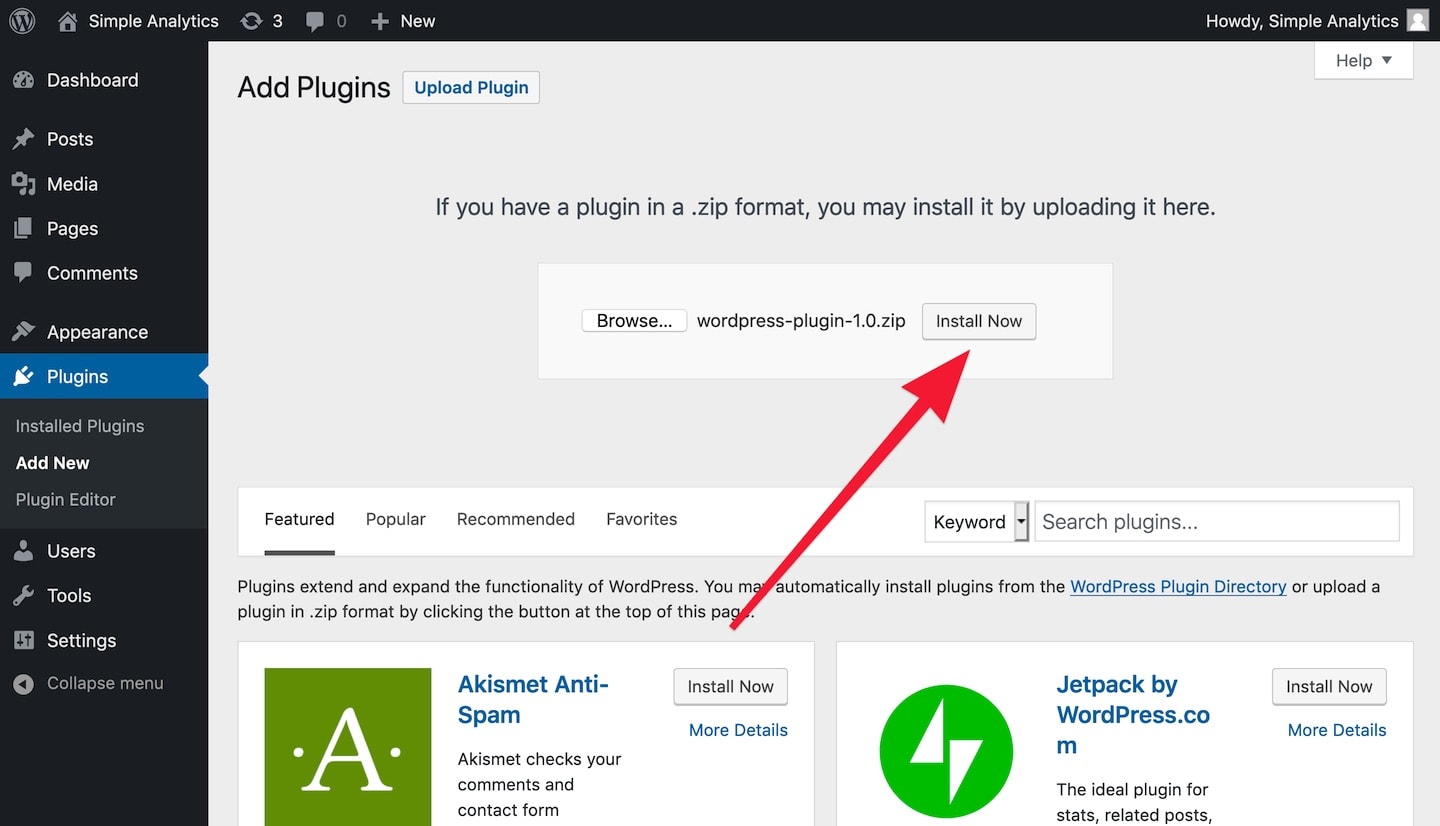 Simple Analytics 3 0 New Howdy, Simple Analytics
Help
Dashboard
Posts
Media
Pages
Comments
Appearance
Plugins
Installed Plugins
Add New
Plugin Editor
Users
Tools
Settings
Collapse menu
Add Plugins Upload Plugin
If you have a plugin in a .zip format, you may install it by uploading it here.
Browse... wordpress-plugin-1.0.zip Install Now
Featured Popular Recommended Favorites Keyword Search plugins...
Plugins extend and expand the functionality of WordPress. You may automatically install plugins from the WordPress Plugin Directory or upload a
plugin in .zip format by clicking the button at the top of this page.
A
Akismet Anti-
Spam
Install Now
More Details
Akismet checks your
comments and
contact form
Jetpack by
WordPress.co
m
Install Now
More Details
The ideal plugin for
stats, related posts,